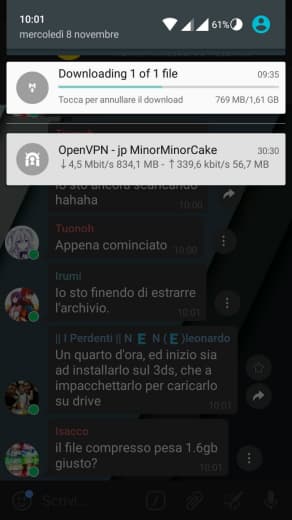 10:01
61%
mercoledì 8 novembre
Downloading 1 of 1 file
09:35
Tocca per annullare il download
769 MB/1,61 GB
OpenVPN - jp MinorMinorCake
30:30
↓4,5 Mbit/s 834,1 MB - ↑339,6 kbit/s 56,7 MB
Io sto ancora scaricando
hahaha
10:00
Tuonoh
Appena cominciato
10:00
Irumi
Io sto finendo di estrarre
l'archivio.
10:01
|| I Perdenti || N E N ( E )leonardo
Un quarto d'ora, ed inizio sia
ad installarlo sul 3ds, che a
impacchettarlo per caricarlo
su drive
10:01
Isacco
il file compresso pesa 1.6gb
giusto?
10:01
Scrivi...